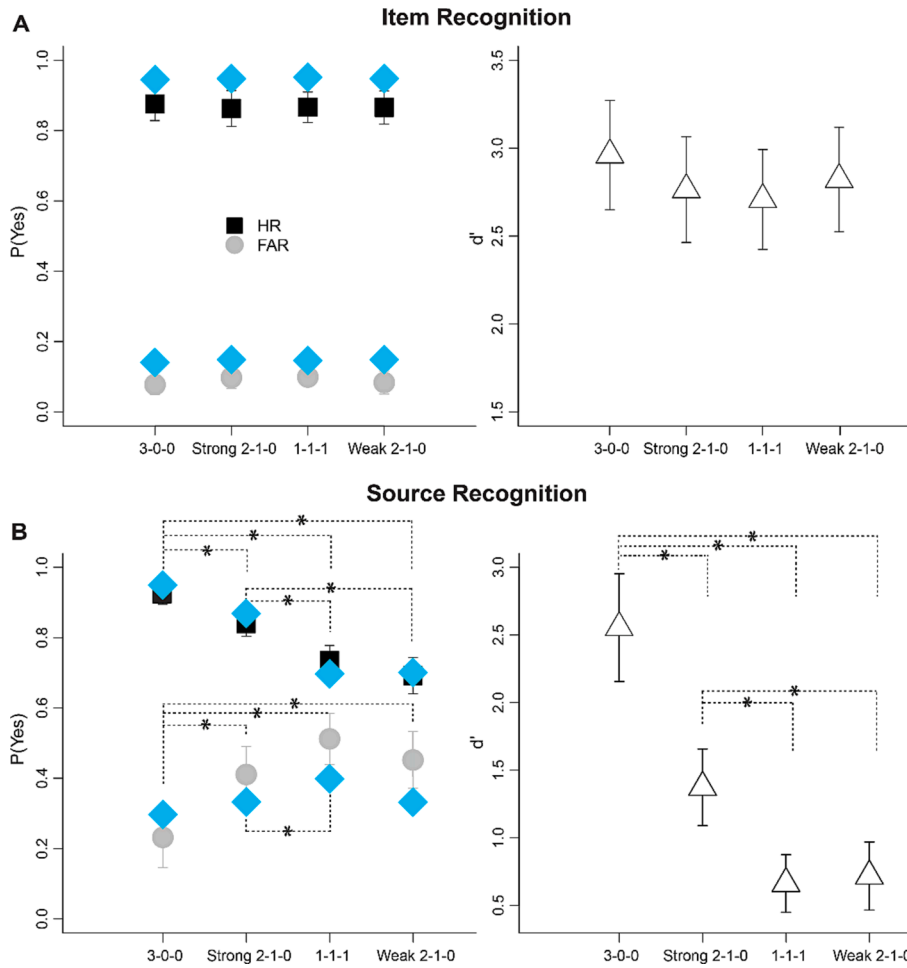 Item Recognition
A
P(Yes)
1.0
0.8
0.6
0.4
0.2
0.0
HR
FAR
3-0-0 Strong 2-1-0 1-1-1 Weak 2-1-0
d'
3.5
3.0
2.5
2.0
1.5
3-0-0 Strong 2-1-0 1-1-1 Weak 2-1-0
Source Recognition
B
P(Yes)
1.0
0.8
0.6
0.4
0.2
0.0
* * * * * * * * *
3-0-0 Strong 2-1-0 1-1-1 Weak 2-1-0
d'
3.0
2.5
2.0
1.5
1.0
0.5
* * * * *
3-0-0 Strong 2-1-0 1-1-1 Weak 2-1-0